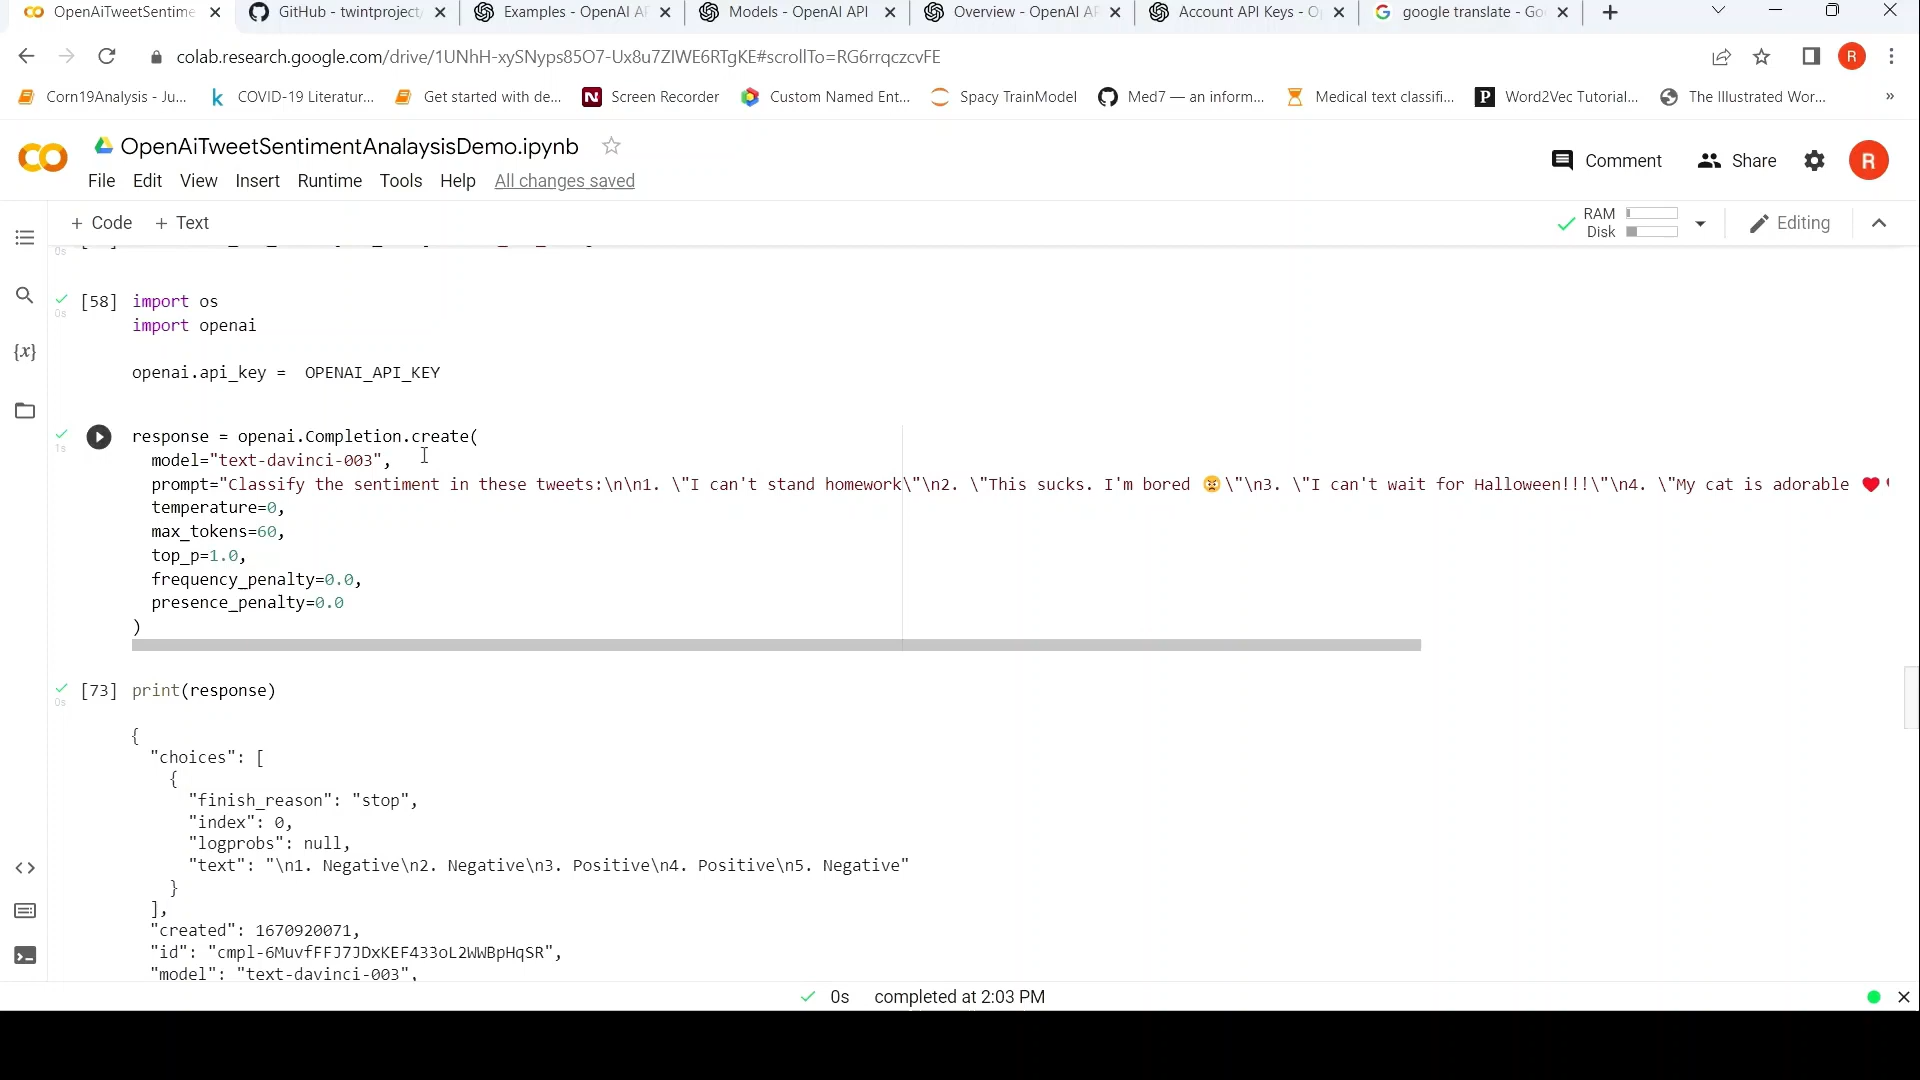 OpenAiTweetSentime
GitHub - twintproject/
Examples - OpenAI AP
Models - OpenAI API
Overview - OpenAI AP
Account API Keys - O
google translate - Go
colab.research.google.com/drive/1UNhH-xySNyps85O7-Ux8u7ZIWE6RTgKE#scrollTo=RG6rrqczcvFE
R
Corn19Analysis - Ju...
COVID-19 Literatur...
Get started with de...
Screen Recorder
Custom Named Ent...
Spacy TrainModel
Med7 — an inform...
Medical text classifi...
Word2Vec Tutorial...
The Illustrated Wor...
»
OpenAiTweetSentimentAnalaysisDemo.ipynb
Comment
Share
R
File Edit View Insert Runtime Tools Help All changes saved
+ Code + Text
RAM
Disk
Editing
0s
[58] import os
0s
import openai
openai.api_key = OPENAI_API_KEY
response = openai.Completion.create(
1s
model="text-davinci-003",
prompt="Classify the sentiment in these tweets:\n\n1. \"I can't stand homework\"\n2. \"This sucks. I'm bored 😠\"\n3. \"I can't wait for Halloween!!!\"\n4. \"My cat is adorable ❤️
temperature=0,
max_tokens=60,
top_p=1.0,
frequency_penalty=0.0,
presence_penalty=0.0
)
[73] print(response)
0s
{
"choices": [
{
"finish_reason": "stop",
"index": 0,
"logprobs": null,
"text": "\n1. Negative\n2. Negative\n3. Positive\n4. Positive\n5. Negative"
}
],
"created": 1670920071,
"id": "cmpl-6MuvfFFJ7JDxKEF433oL2WWBpHqSR",
"model": "text-davinci-003",
0s completed at 2:03 PM